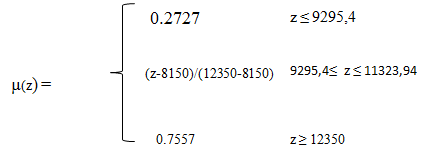 0.2727 z ≤ 9295,4
μ(z) = (z-8150)/(12350-8150) 9295,4≤ z ≤ 11323,94
0.7557 z ≥ 12350